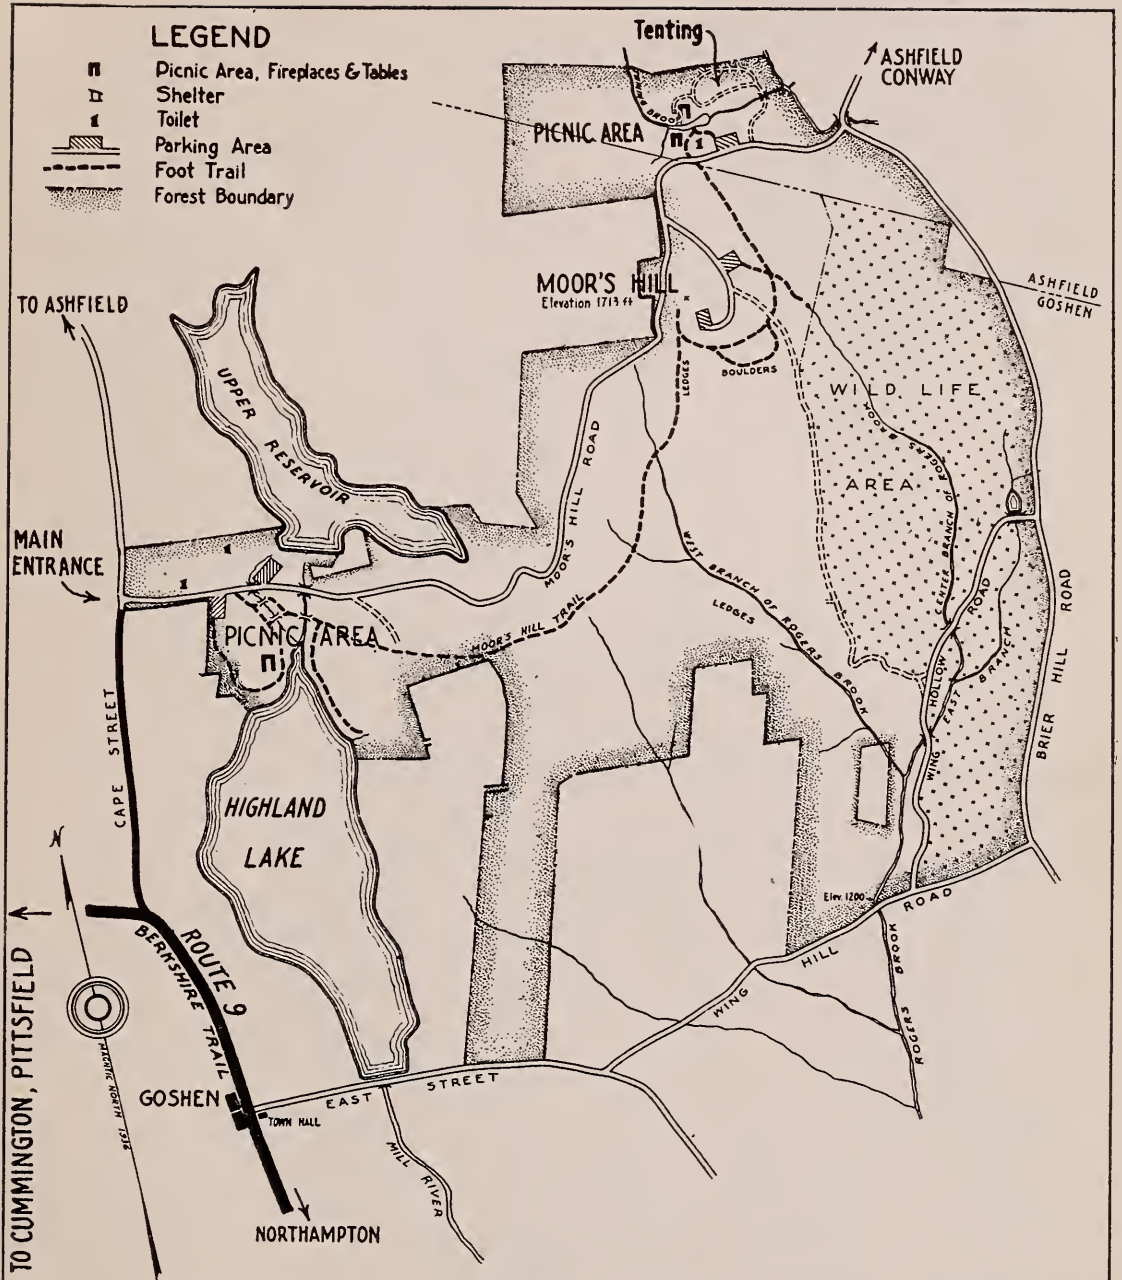 LEGEND
Picnic Area, Fireplaces & Tables
Shelter
Toilet
Parking Area
Foot Trail
Forest Boundary
Tenting
ASHFIELD
CONWAY
BROOK
PICNIC AREA
MOOR'S HILL
Elevation 1713 ft
ASHFIELD
GOSHEN
TO ASHFIELD
UPPER
RESERVOIR
LEDGES
BOULDERS
WILD LIFE
AREA
CENTER BRANCH OF ROGERS BROOK
MOOR'S HILL ROAD
MAIN
ENTRANCE
WEST BRANCH OF ROGERS BROOK
LEDGES
MOOR'S HILL TRAIL
PICNIC AREA
WING HOLLOW ROAD
EAST BRANCH
BRIER HILL ROAD
CAPE STREET
HIGHLAND
LAKE
N
Elev. 1200
WING HILL ROAD
ROGERS BROOK
ROUTE 9
BERKSHIRE TRAIL
TO CUMMINGTON, PITTSFIELD
MAGNETIC NORTH 1936
GOSHEN
TOWN HALL
EAST STREET
MILL RIVER
NORTHAMPTON